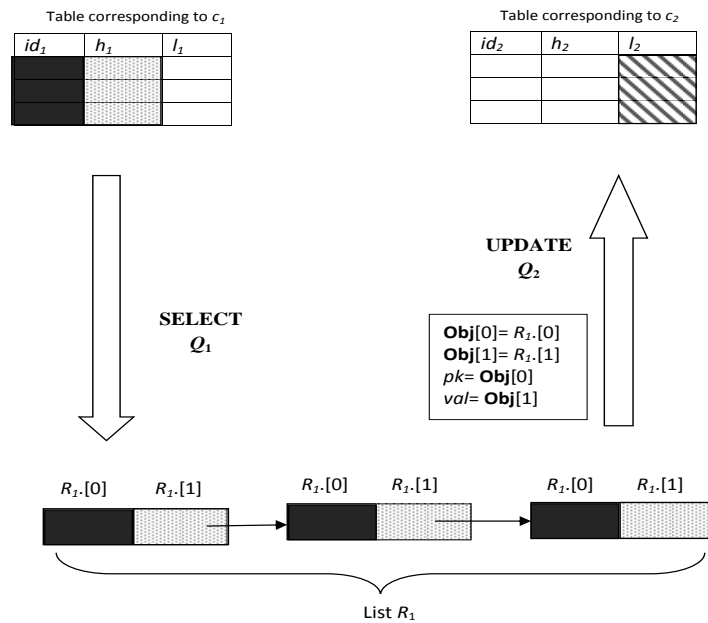 Table corresponding to c₁
id₁ h₁ l₁
Table corresponding to c₂
id₂ h₂ l₂
SELECT
Q₁
UPDATE
Q₂
Obj[0]= R₁.[0]
Obj[1]= R₁.[1]
pk= Obj[0]
val= Obj[1]
R₁.[0] R₁.[1]
R₁.[0] R₁.[1]
R₁.[0] R₁.[1]
List R₁